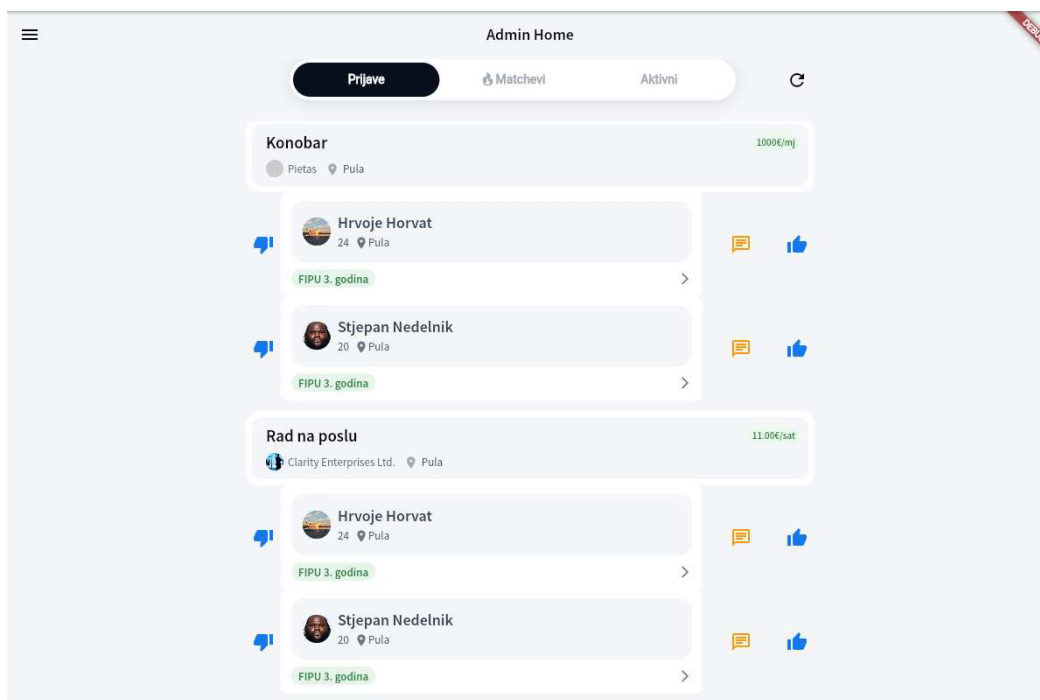 Admin Home
DEBUG
Prijave Matchevi Aktivni
Konobar 1000€/mj
Pietas Pula
Hrvoje Horvat
24 Pula
FIPU 3. godina
Stjepan Nedelnik
20 Pula
FIPU 3. godina
Rad na poslu 11.00€/sat
Clarity Enterprises Ltd. Pula
Hrvoje Horvat
24 Pula
FIPU 3. godina
Stjepan Nedelnik
20 Pula
FIPU 3. godina